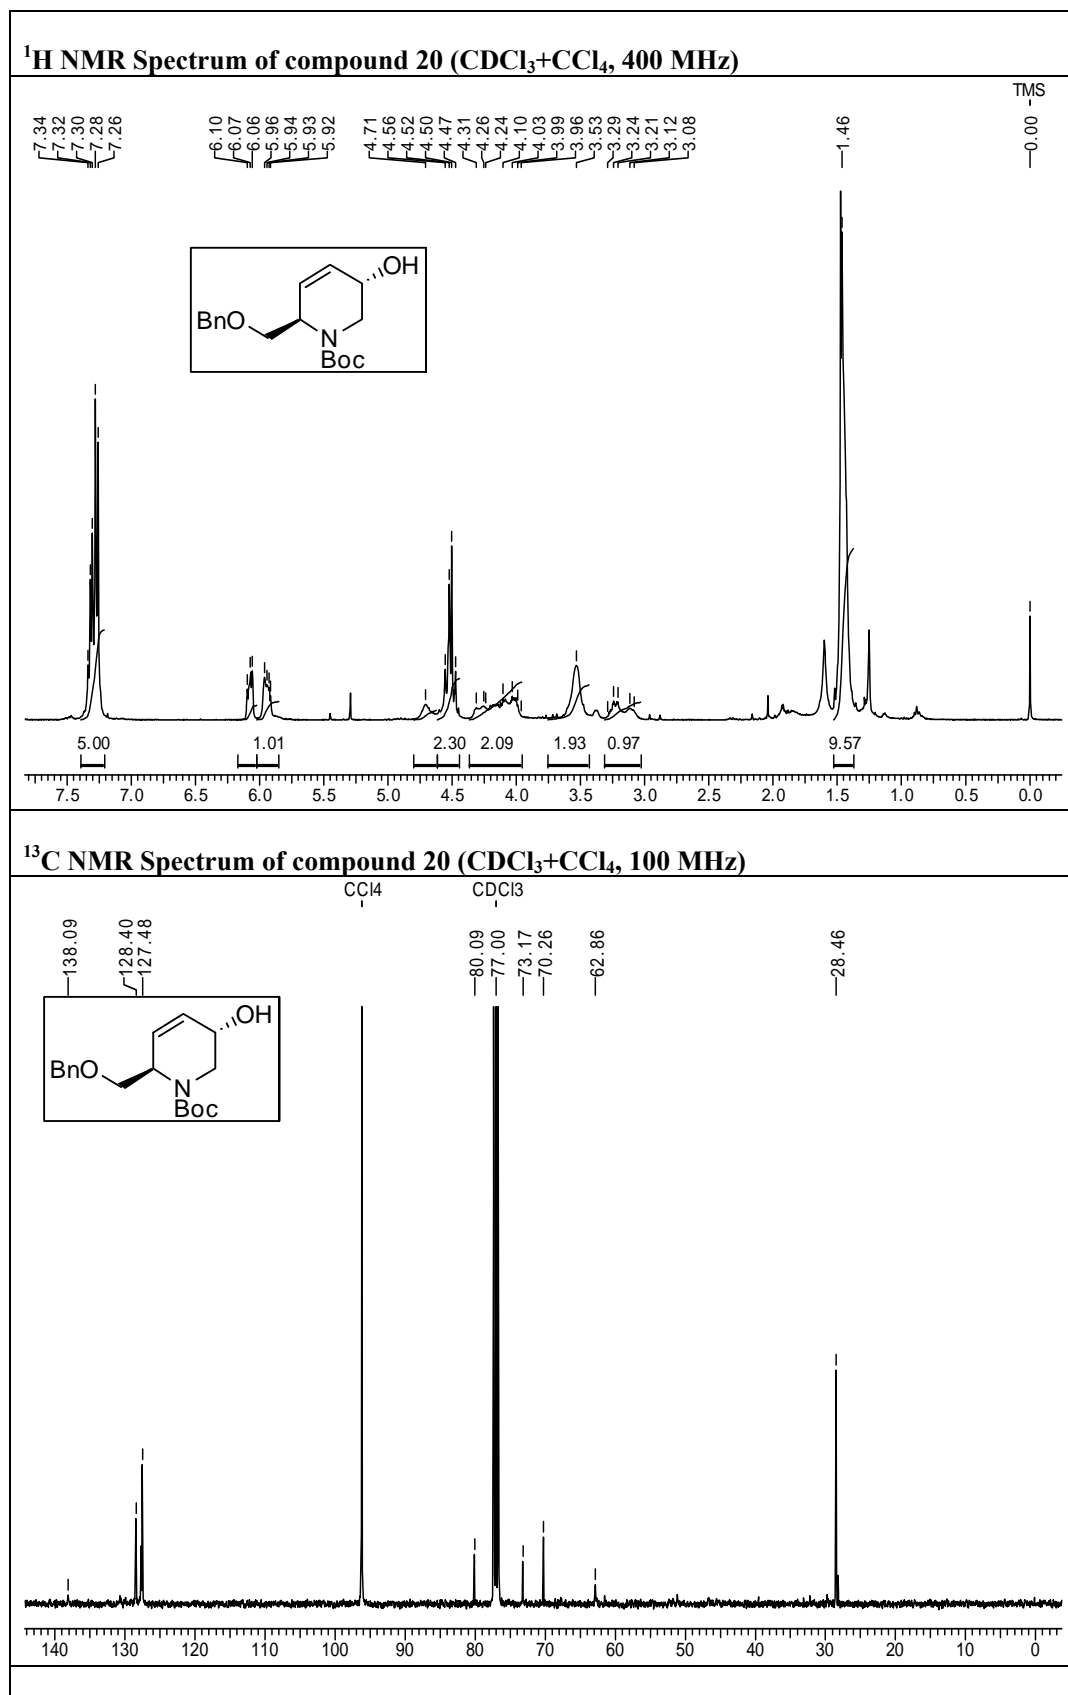 ¹H NMR Spectrum of compound 20 (CDCl₃+CCl₄, 400 MHz)
TMS
7.34 7.32 7.30 7.28 7.26 6.10 6.07 6.06 5.96 5.94 5.93 5.92 4.71 4.56 4.52 4.50 4.47 4.31 4.26 4.24 4.10 4.03 3.99 3.96 3.53 3.29 3.24 3.21 3.12 3.08 1.46 0.00
OH
BnO
N
Boc
5.00 1.01 2.30 2.09 1.93 0.97 9.57
7.5 7.0 6.5 6.0 5.5 5.0 4.5 4.0 3.5 3.0 2.5 2.0 1.5 1.0 0.5 0.0
¹³C NMR Spectrum of compound 20 (CDCl₃+CCl₄, 100 MHz)
CCl4 CDCl3
138.09 128.40 127.48 80.09 77.00 73.17 70.26 62.86 28.46
OH
BnO
N
Boc
140 130 120 110 100 90 80 70 60 50 40 30 20 10 0